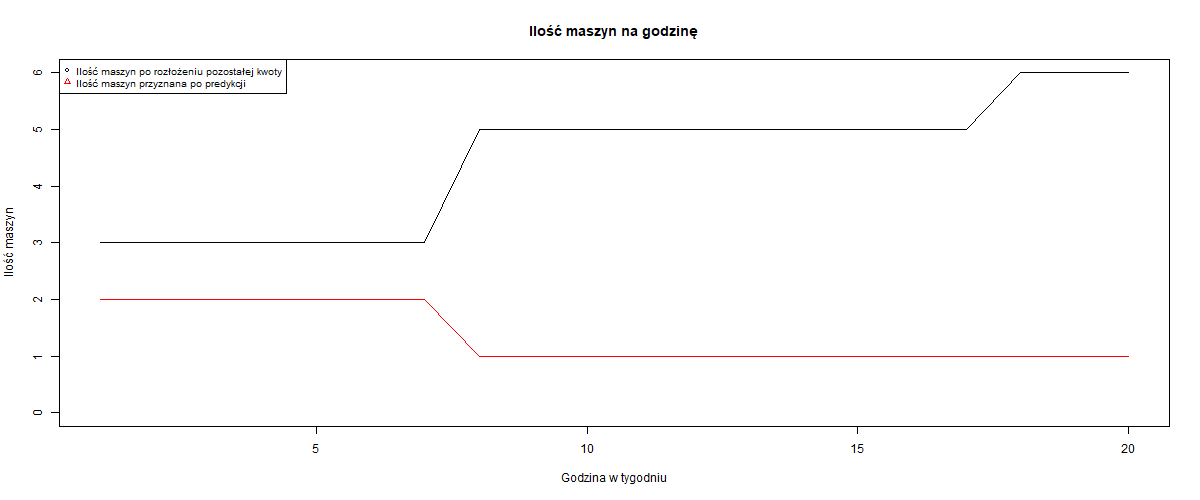 Ilość maszyn na godzinę
Ilość maszyn po rozłożeniu pozostałej kwoty
Ilość maszyn przyznana po predykcji
6
5
4
3
2
1
0
Ilość maszyn
5 10 15 20
Godzina w tygodniu